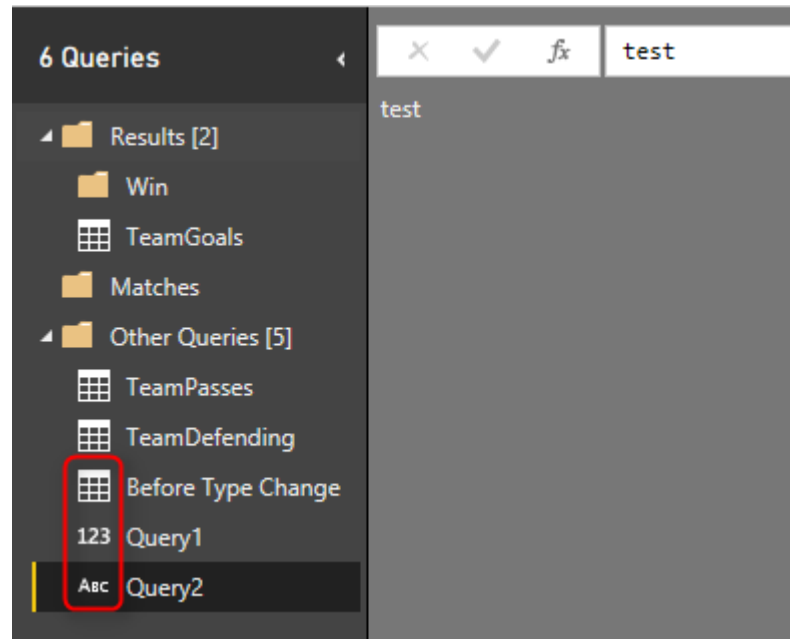 6 Queries
fx test
test
Results [2]
Win
TeamGoals
Matches
Other Queries [5]
TeamPasses
TeamDefending
Before Type Change
123 Query1
ABC Query2